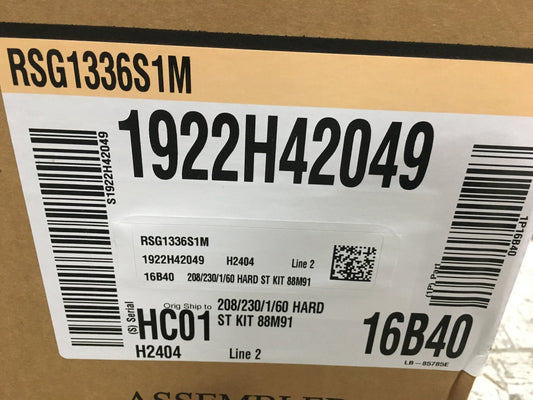 RSG1336S1M
1922H42049
S1922H42049
(S) Serial
RSG1336S1M
1922H42049 H2404 Line 2
16B40 208/230/1/60 HARD ST KIT 88M91
Orig Ship to
HC01
208/230/1/60 HARD
ST KIT 88M91
H2404 Line 2
1P16B40
(1P) Part
16B40
LB-85785E
ASSEMBLED